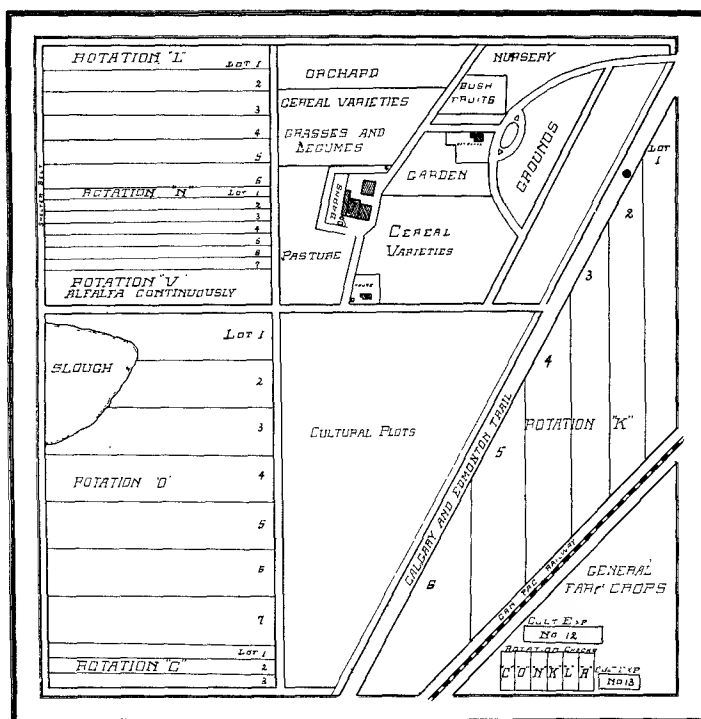 ROTATION "L"
LOT 1
2
3
4
5
6
ROTATION "N"
LOT 1
2
3
4
5
6
7
ROTATION "V"
ALFALFA CONTINUOUSLY
SHELTER BELT
ORCHARD
CEREAL VARIETIES
GRASSES AND
LEGUMES
NURSERY
BUSH
FRUITS
GARDEN
GROUNDS
BARNS
PASTURE
CEREAL
VARIETIES
LOT 1
2
3
4
5
6
ROTATION "K"
SLOUGH
LOT 1
2
3
4
5
6
7
ROTATION "O"
CULTURAL PLOTS
CALGARY AND EDMONTON TRAIL
CAN PAC RAILWAY
GENERAL
FARM CROPS
LOT 1
2
3
ROTATION "C"
CULT EXP
NO 12
ROTATION CHECKS
C O N K L R
CULT EXP
NO 13